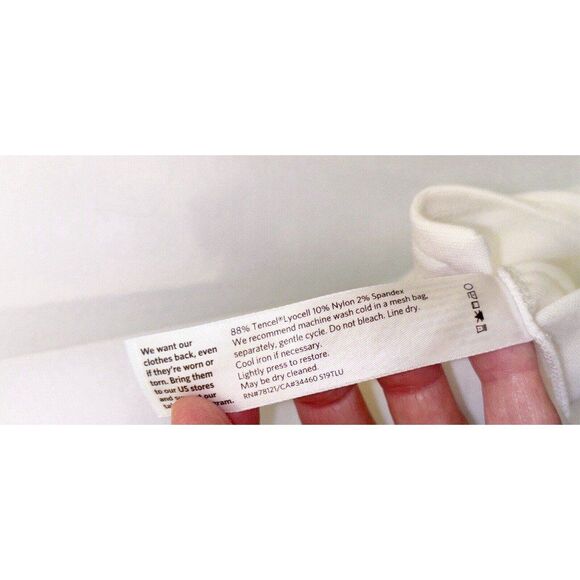 We want our
clothes back, even
if they're worn or
torn. Bring them
to our US stores
and our
88% Tencel®Lyocell 10% Nylon 2% Spandex
We recommend machine wash cold in a mesh bag,
separately, gentle cycle. Do not bleach. Line dry.
Cool iron if necessary.
Lightly press to restore.
May be dry cleaned.
RN#78121/CA#34460 S19TLU